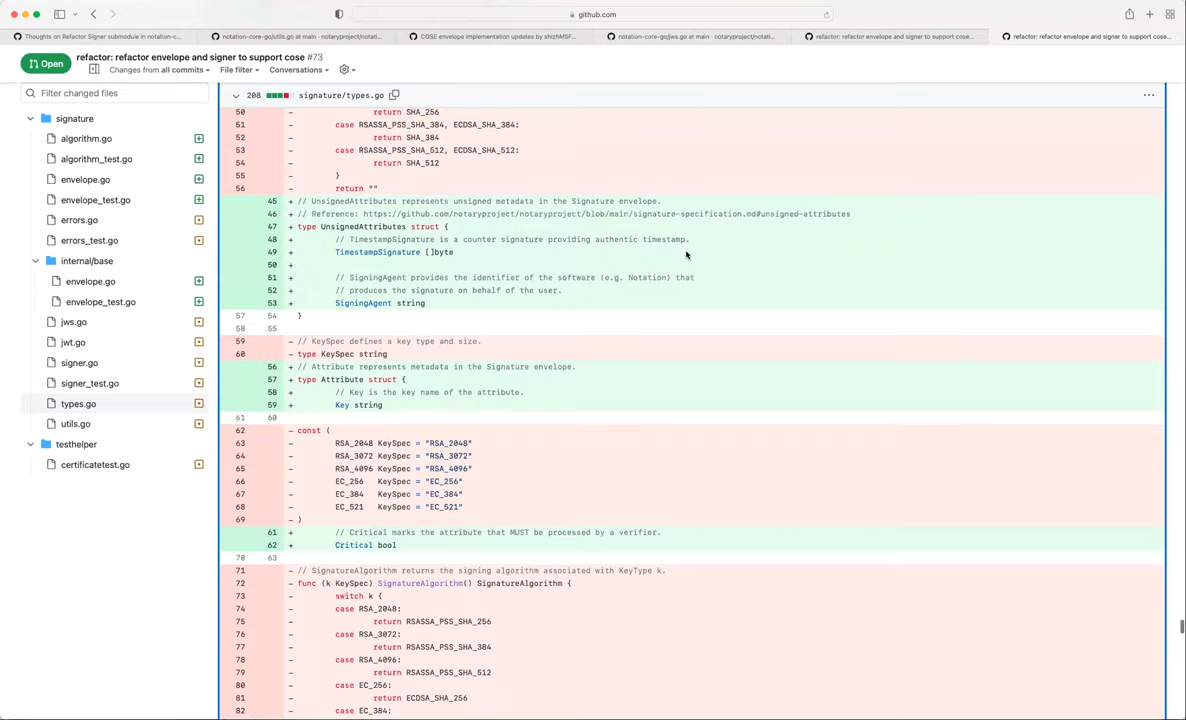 github.com
Thoughts on Refactor Signer submodule in notation-c...
notation-core-go/utils.go at main · notaryproject/notati...
COSE envelope implementation updates by shizhMSF...
notation-core-go/jws.go at main · notaryproject/notatio...
refactor: refactor envelope and signer to support cose...
refactor: refactor envelope and signer to support cose...
Open
refactor: refactor envelope and signer to support cose #73
Changes from all commits
File filter
Conversations
Filter changed files
signature
algorithm.go
algorithm_test.go
envelope.go
envelope_test.go
errors.go
errors_test.go
internal/base
envelope.go
envelope_test.go
jws.go
jwt.go
signer.go
signer_test.go
types.go
utils.go
testhelper
certificatetest.go
208 signature/types.go
50 - return SHA_256
51 - case RSASSA_PSS_SHA_384, ECDSA_SHA_384:
52 - return SHA_384
53 - case RSASSA_PSS_SHA_512, ECDSA_SHA_512:
54 - return SHA_512
55 - }
56 - return ""
45 + // UnsignedAttributes represents unsigned metadata in the Signature envelope.
46 + // Reference: https://github.com/notaryproject/notaryproject/blob/main/signature-specification.md#unsigned-attributes
47 + type UnsignedAttributes struct {
48 + // TimestampSignature is a counter signature providing authentic timestamp.
49 + TimestampSignature []byte
50 +
51 + // SigningAgent provides the identifier of the software (e.g. Notation) that
52 + // produces the signature on behalf of the user.
53 + SigningAgent string
57 54 }
58 55
59 - // KeySpec defines a key type and size.
60 - type KeySpec string
56 + // Attribute represents metadata in the Signature envelope.
57 + type Attribute struct {
58 + // Key is the key name of the attribute.
59 + Key string
61 60
62 - const (
63 - RSA_2048 KeySpec = "RSA_2048"
64 - RSA_3072 KeySpec = "RSA_3072"
65 - RSA_4096 KeySpec = "RSA_4096"
66 - EC_256 KeySpec = "EC_256"
67 - EC_384 KeySpec = "EC_384"
68 - EC_521 KeySpec = "EC_521"
69 - )
61 + // Critical marks the attribute that MUST be processed by a verifier.
62 + Critical bool
70 63
71 - // SignatureAlgorithm returns the signing algorithm associated with KeyType k.
72 - func (k KeySpec) SignatureAlgorithm() SignatureAlgorithm {
73 - switch k {
74 - case RSA_2048:
75 - return RSASSA_PSS_SHA_256
76 - case RSA_3072:
77 - return RSASSA_PSS_SHA_384
78 - case RSA_4096:
79 - return RSASSA_PSS_SHA_512
80 - case EC_256:
81 - return ECDSA_SHA_256
82 - case EC_384: